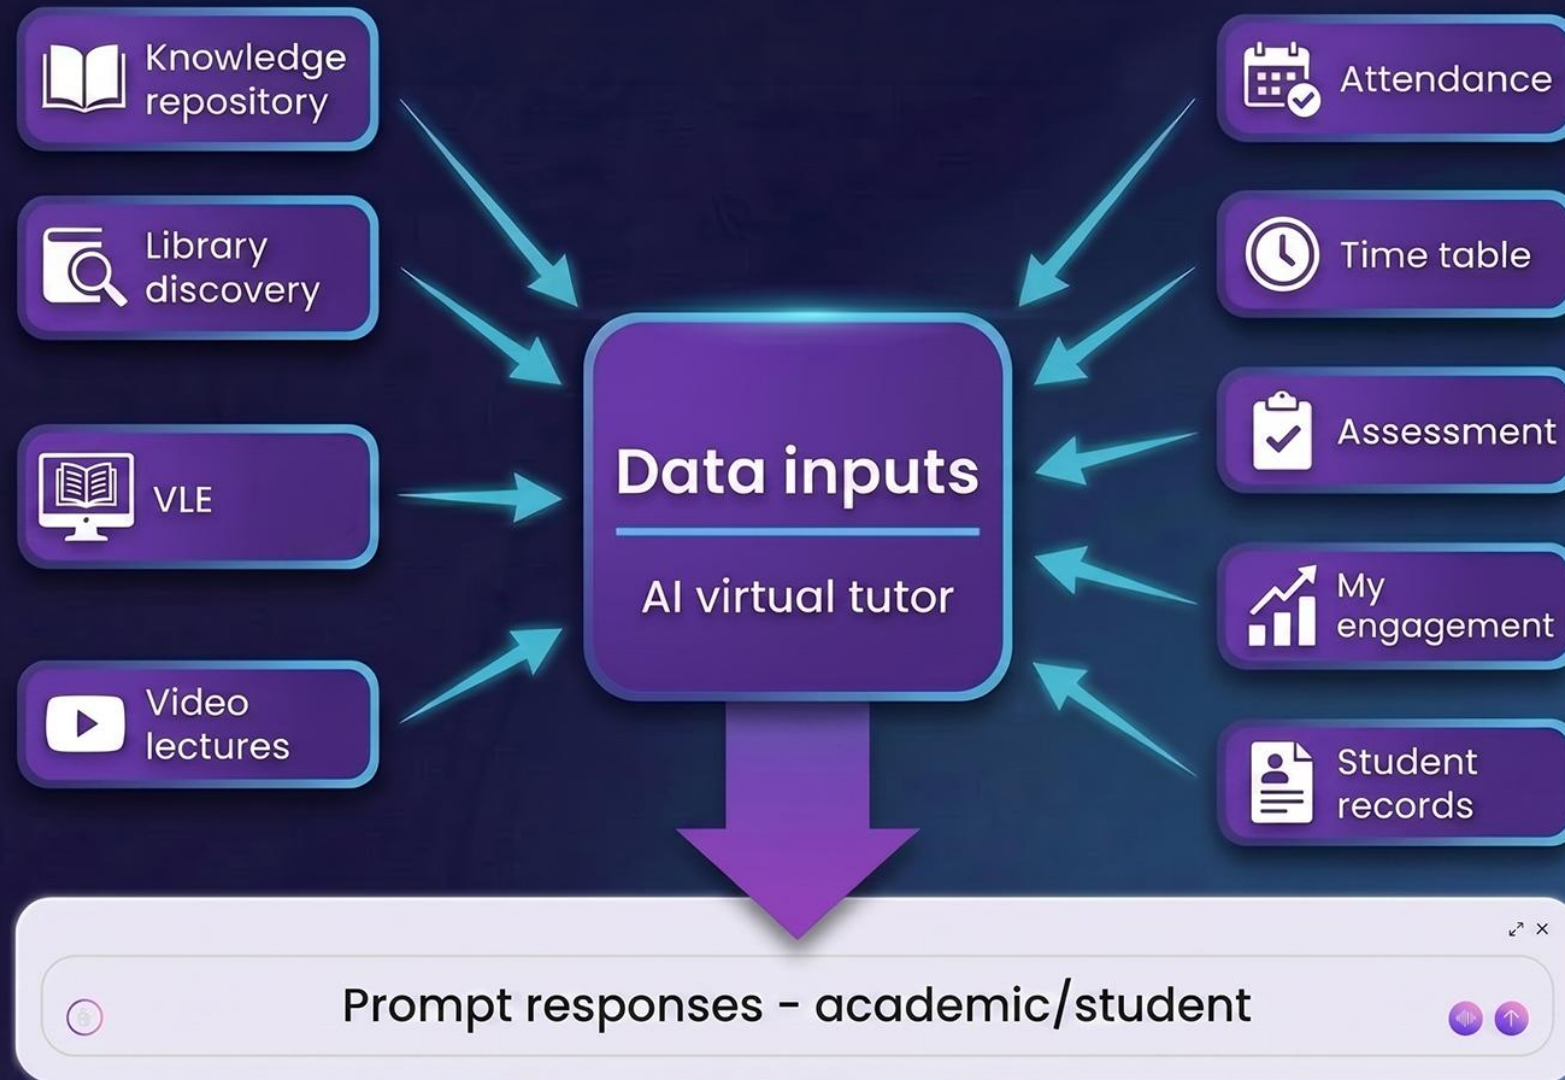 Knowledge
repository
Library
discovery
VLE
Video
lectures
Data inputs
AI virtual tutor
Attendance
Time table
Assessment
My
engagement
Student
records
Prompt responses - academic/student